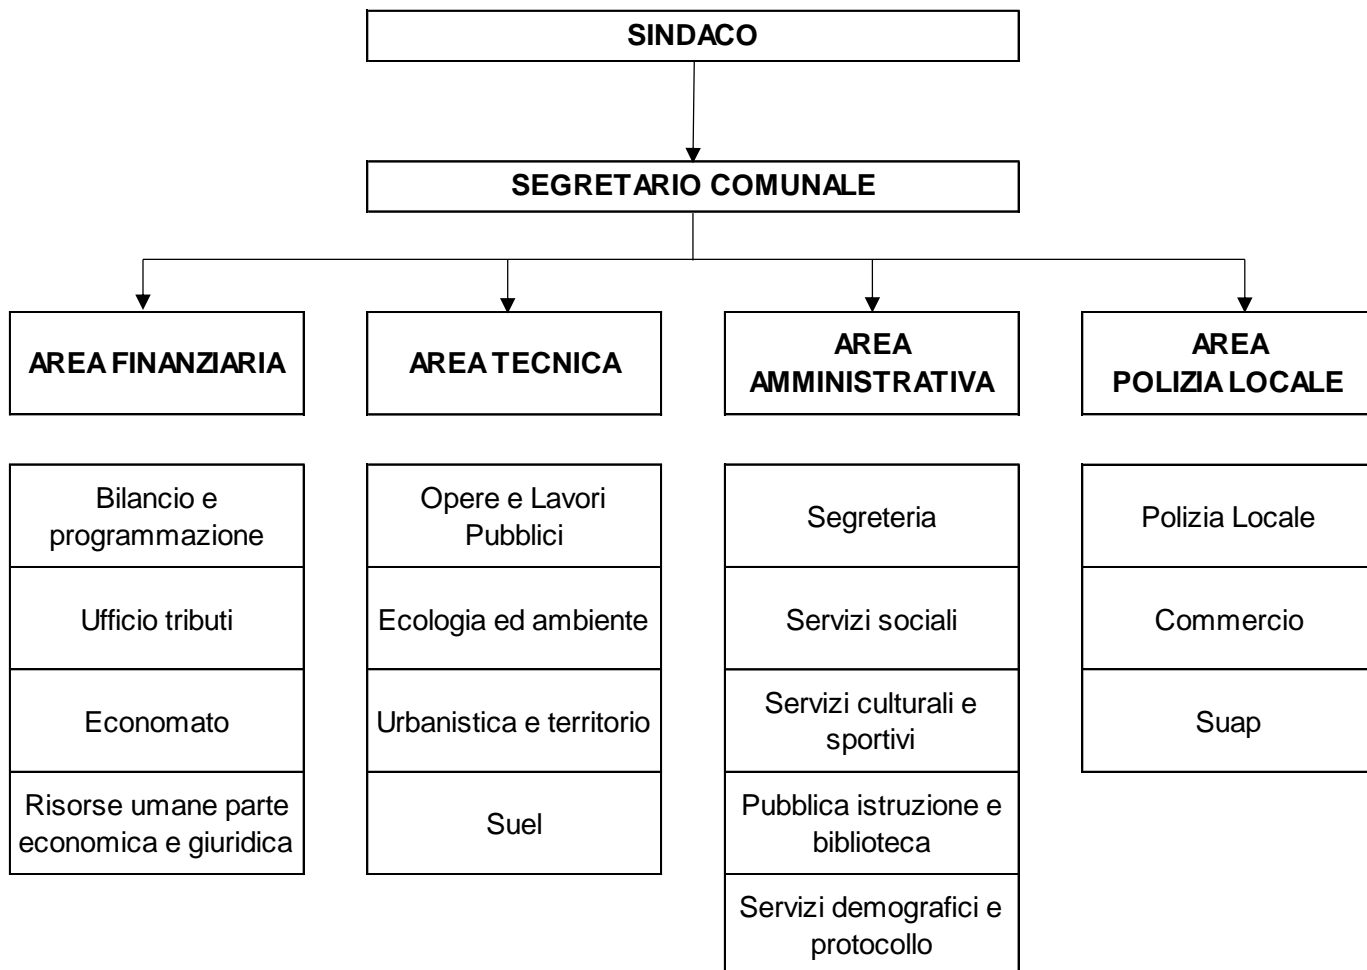 SINDACO
SEGRETARIO COMUNALE
AREA FINANZIARIA
AREA TECNICA
AREA
AMMINISTRATIVA
AREA
POLIZIA LOCALE
Bilancio e
programmazione
Ufficio tributi
Economato
Risorse umane parte
economica e giuridica
Opere e Lavori
Pubblici
Ecologia ed ambiente
Urbanistica e territorio
Suel
Segreteria
Servizi sociali
Servizi culturali e
sportivi
Pubblica istruzione e
biblioteca
Servizi demografici e
protocollo
Polizia Locale
Commercio
Suap